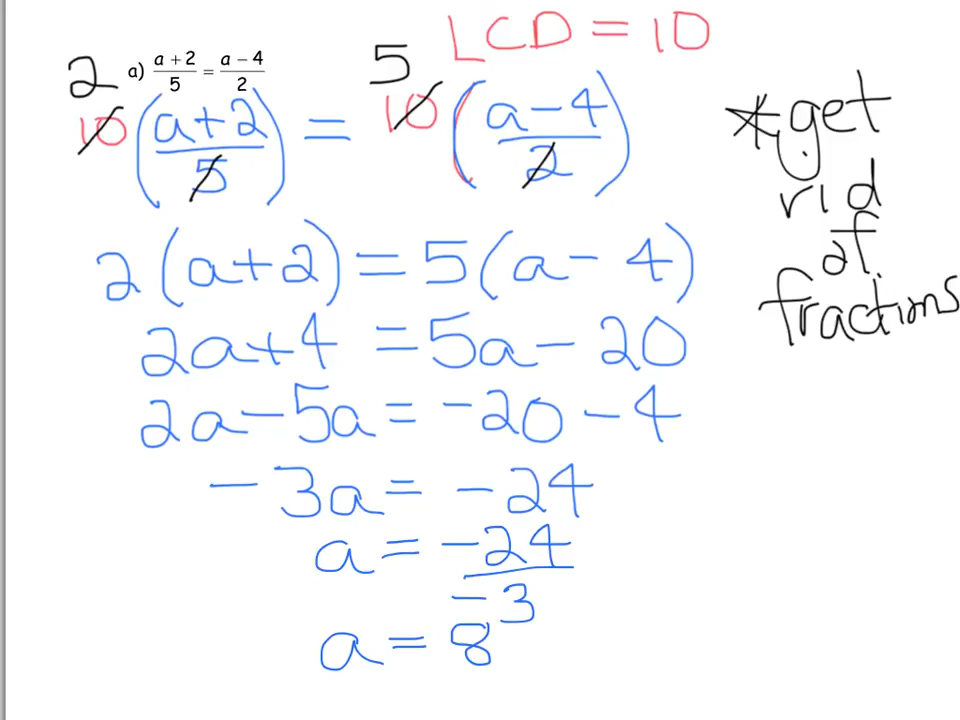 LCD = 10
a) (a + 2)/5 = (a − 4)/2
2 5
10((a+2)/5) = 10((a−4)/2)
2(a+2) = 5(a−4)
2a+4 = 5a−20
2a−5a = −20−4
−3a = −24
a = −24/−3
a = 8
*get
rid
of
fractions